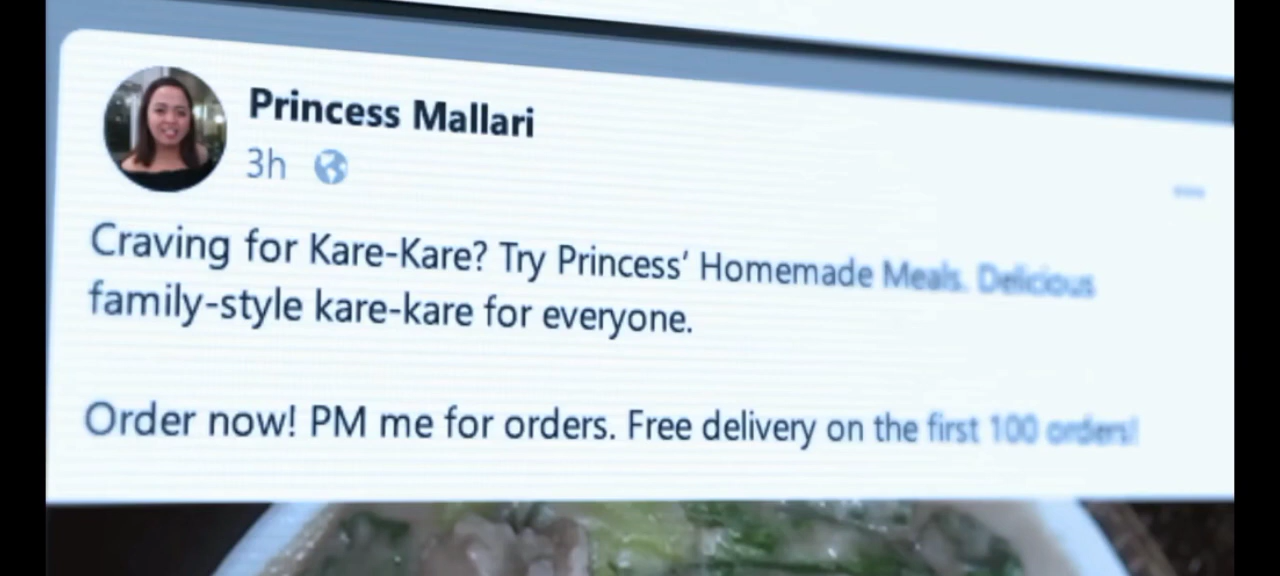 Princess Mallari
3h
Craving for Kare-Kare? Try Princess' Homemade Meals. Delicious
family-style kare-kare for everyone.
Order now! PM me for orders. Free delivery on the first 100 orders!